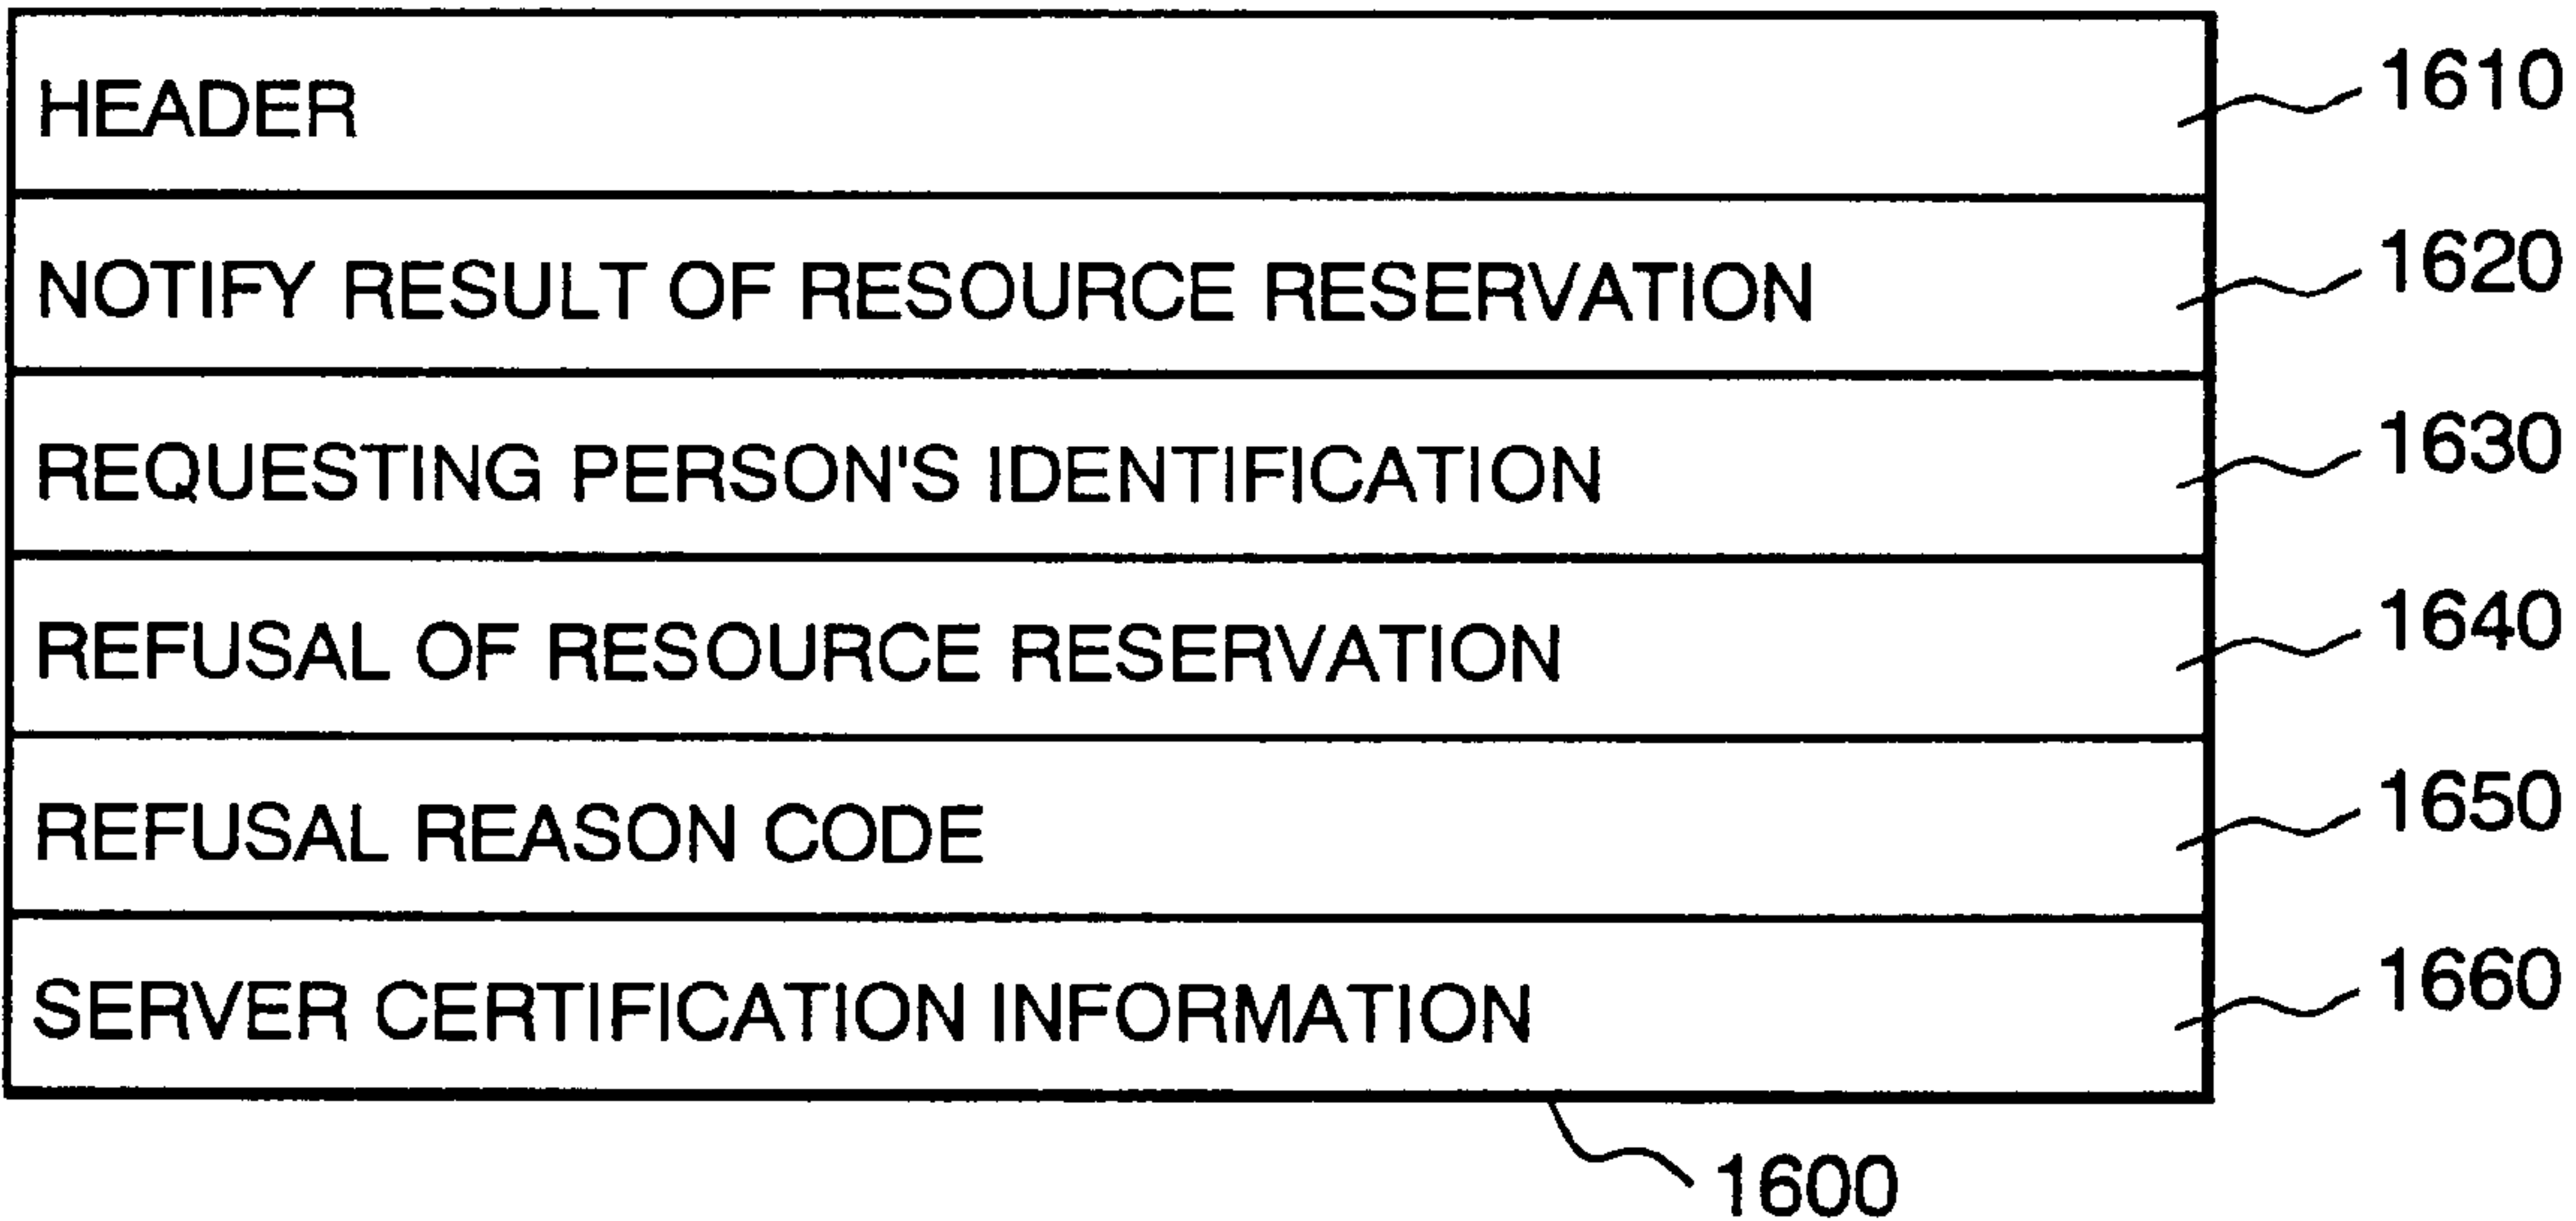 HEADER 1610
NOTIFY RESULT OF RESOURCE RESERVATION 1620
REQUESTING PERSON'S IDENTIFICATION 1630
REFUSAL OF RESOURCE RESERVATION 1640
REFUSAL REASON CODE 1650
SERVER CERTIFICATION INFORMATION 1660
1600